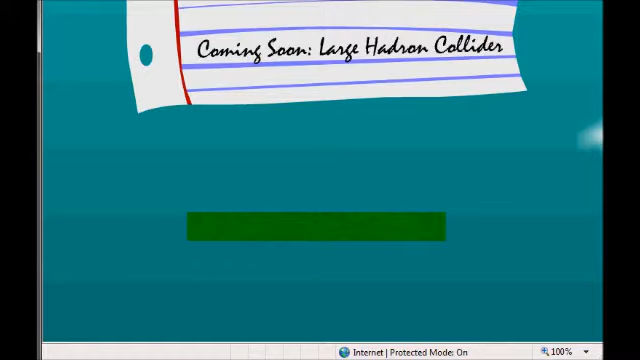 Coming Soon: Large Hadron Collider
Internet | Protected Mode: On
100%